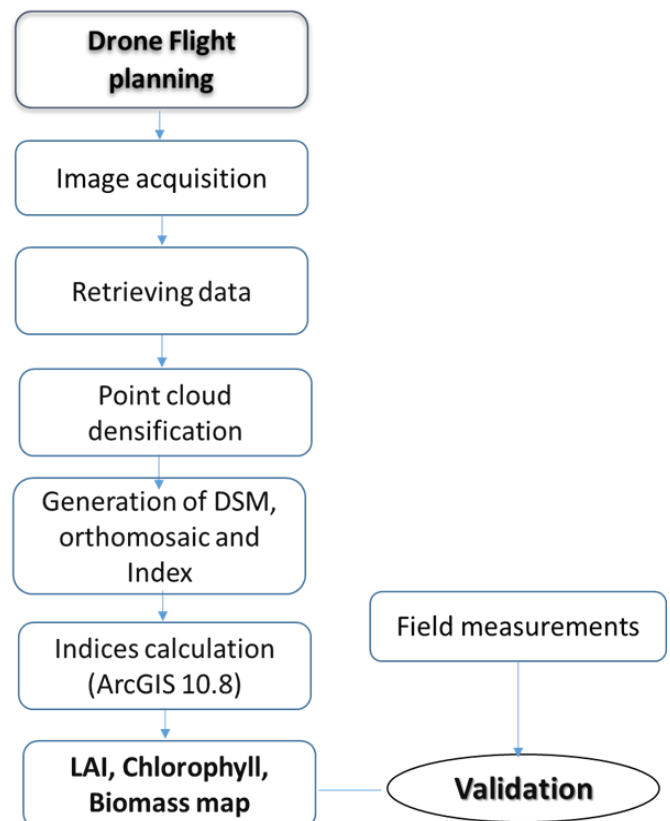 Drone Flight
planning
Image acquisition
Retrieving data
Point cloud
densification
Generation of DSM,
orthomosaic and
Index
Indices calculation
(ArcGIS 10.8)
Field measurements
LAI, Chlorophyll,
Biomass map
Validation